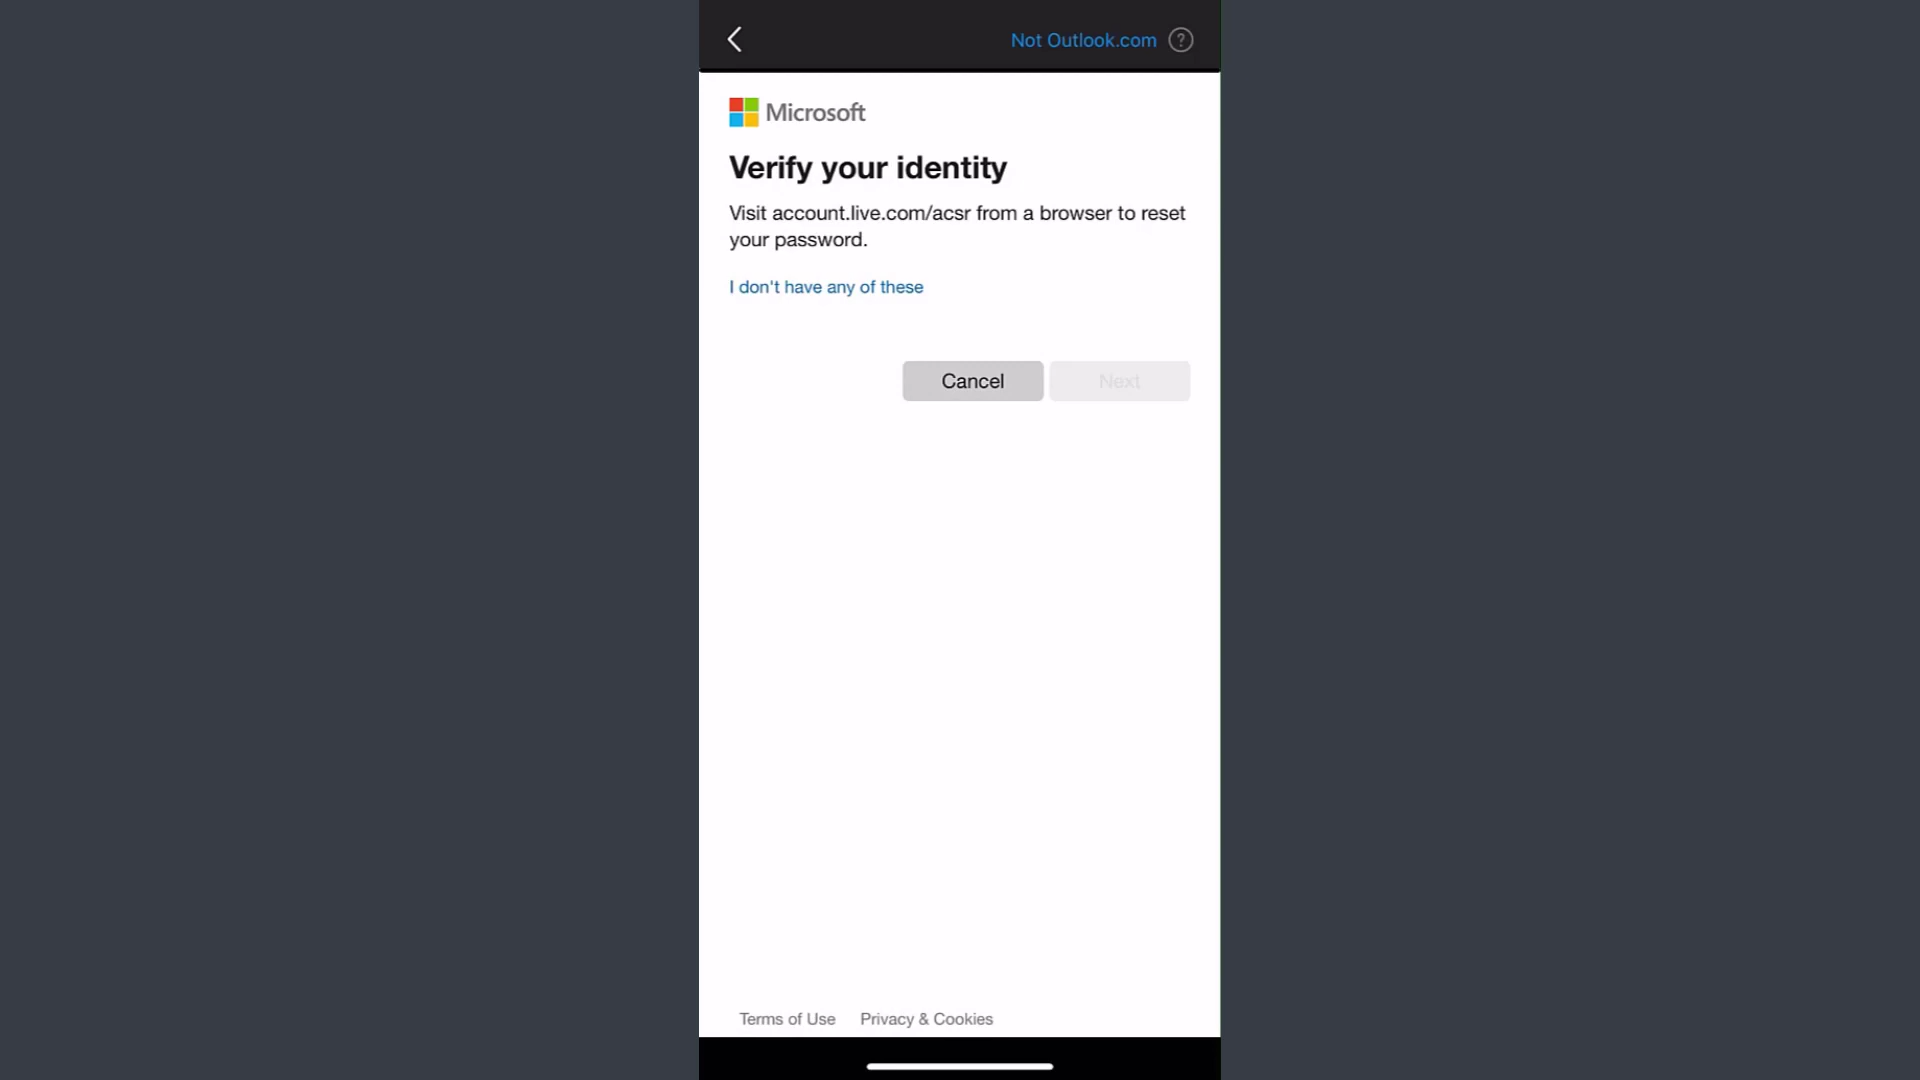 Not Outlook.com ?
Microsoft
Verify your identity
Visit account.live.com/acsr from a browser to reset
your password.
I don't have any of these
Cancel Next
Terms of Use Privacy & Cookies